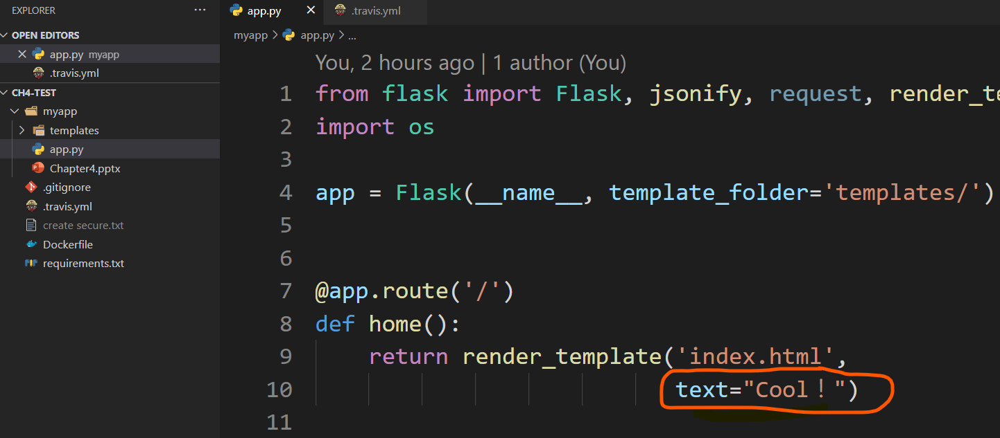 EXPLORER
···
OPEN EDITORS
app.py myapp
.travis.yml
CH4-TEST
myapp
templates
app.py
Chapter4.pptx
.gitignore
.travis.yml
create secure.txt
Dockerfile
requirements.txt
app.py
.travis.yml
myapp > app.py > ...
You, 2 hours ago | 1 author (You)
1 from flask import Flask, jsonify, request, render_te
2 import os
3
4 app = Flask(__name__, template_folder='templates/')
5
6
7 @app.route('/')
8 def home():
9 return render_template('index.html',
10 text="Cool！")
11